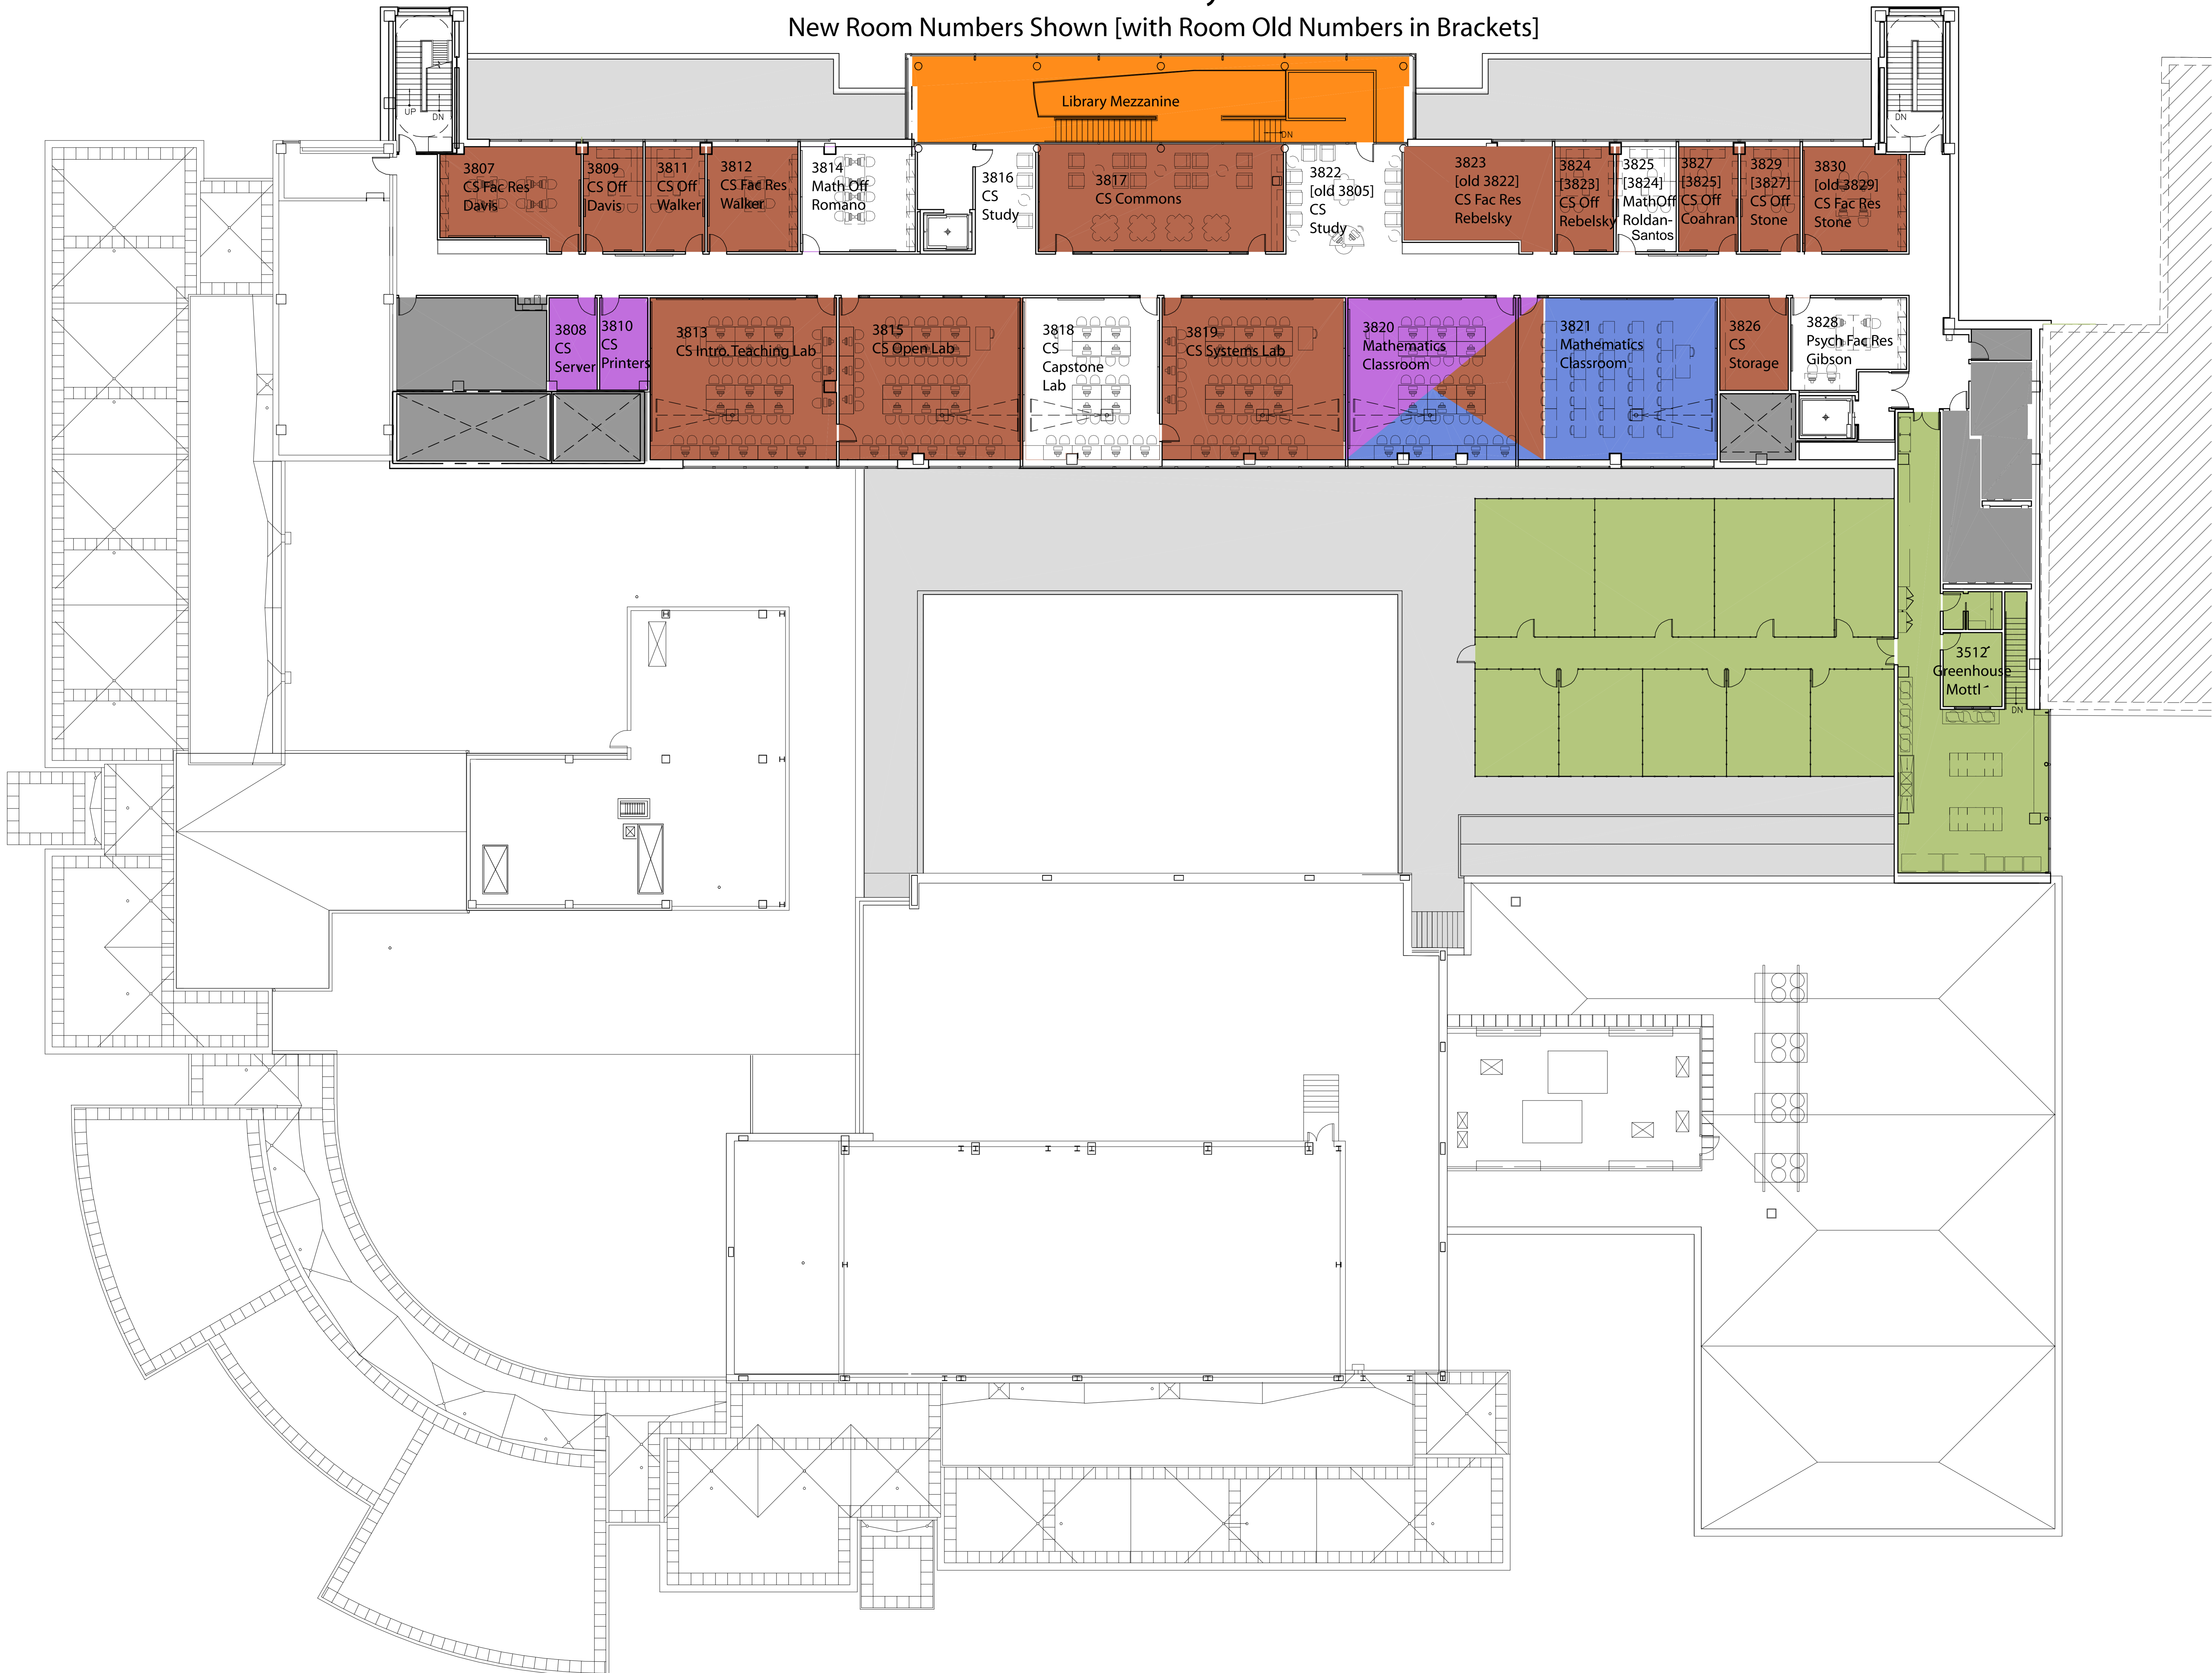 New Room Numbers Shown [with Room Old Numbers in Brackets]
UP
DN
Library Mezzanine
DN
DN
3807
CS Fac Res
Davis
3809
CS Off
Davis
3811
CS Off
Walker
3812
CS Fac Res
Walker
3814
Math Off
Romano
3816
CS
Study
3817
CS Commons
3822
[old 3805]
CS
Study
3823
[old 3822]
CS Fac Res
Rebelsky
3824
[3823]
CS Off
Rebelsky
3825
[3824]
MathOff
Roldan-
Santos
3827
[3825]
CS Off
Coahran
3829
[3827]
CS Off
Stone
3830
[old 3829]
CS Fac Res
Stone
3808
CS
Server
3810
CS
Printers
3813
CS Intro. Teaching Lab
3815
CS Open Lab
3818
CS
Capstone
Lab
3819
CS Systems Lab
3820
Mathematics
Classroom
3821
Mathematics
Classroom
3826
CS
Storage
3828
Psych Fac Res
Gibson
3512
Greenhouse
Mottl
DN